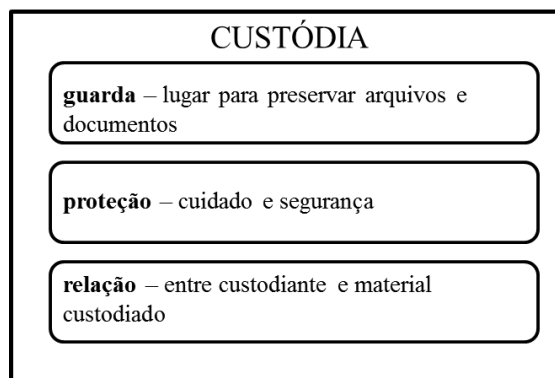 CUSTÓDIA
guarda – lugar para preservar arquivos e
documentos
proteção – cuidado e segurança
relação – entre custodiante e material
custodiado